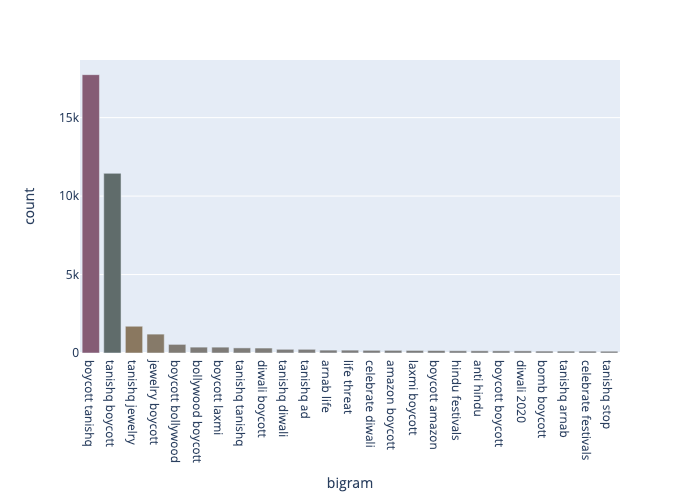 15k
10k
5k
0
count
boycott tanishq
tanishq boycott
tanishq jewelry
jewelry boycott
boycott bollywood
bollywood boycott
boycott laxmi
tanishq tanishq
diwali boycott
tanishq diwali
tanishq ad
arnab life
life threat
celebrate diwali
amazon boycott
laxmi boycott
boycott amazon
hindu festivals
anti hindu
boycott boycott
diwali 2020
bomb boycott
tanishq arnab
celebrate festivals
tanishq stop
bigram